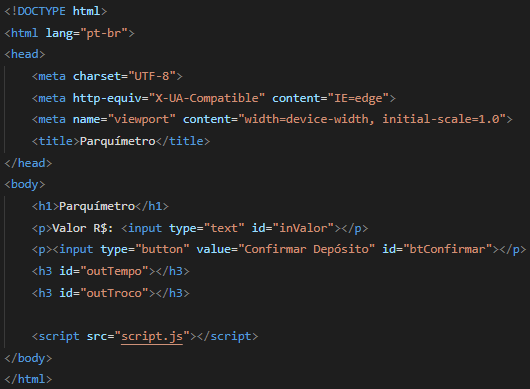 <!DOCTYPE html>
<html lang="pt-br">
<head>
    <meta charset="UTF-8">
    <meta http-equiv="X-UA-Compatible" content="IE=edge">
    <meta name="viewport" content="width=device-width, initial-scale=1.0">
    <title>Parquímetro</title>
</head>
<body>
    <h1>Parquímetro</h1>
    <p>Valor R$: <input type="text" id="inValor"></p>
    <p><input type="button" value="Confirmar Depósito" id="btConfirmar"></p>
    <h3 id="outTempo"></h3>
    <h3 id="outTroco"></h3>

    <script src="script.js"></script>
</body>
</html>